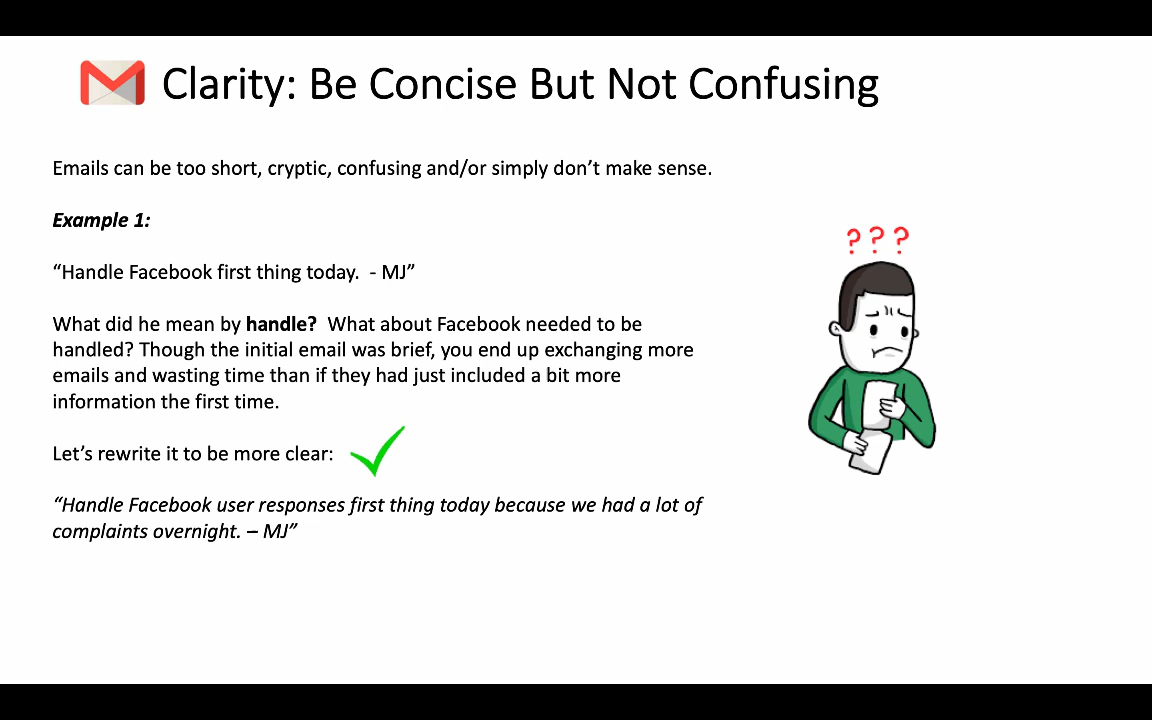 Clarity: Be Concise But Not Confusing
Emails can be too short, cryptic, confusing and/or simply don’t make sense.
Example 1:
“Handle Facebook first thing today.  - MJ”
What did he mean by handle?  What about Facebook needed to be
handled? Though the initial email was brief, you end up exchanging more
emails and wasting time than if they had just included a bit more
information the first time.
Let’s rewrite it to be more clear:
“Handle Facebook user responses first thing today because we had a lot of
complaints overnight. – MJ”
? ? ?